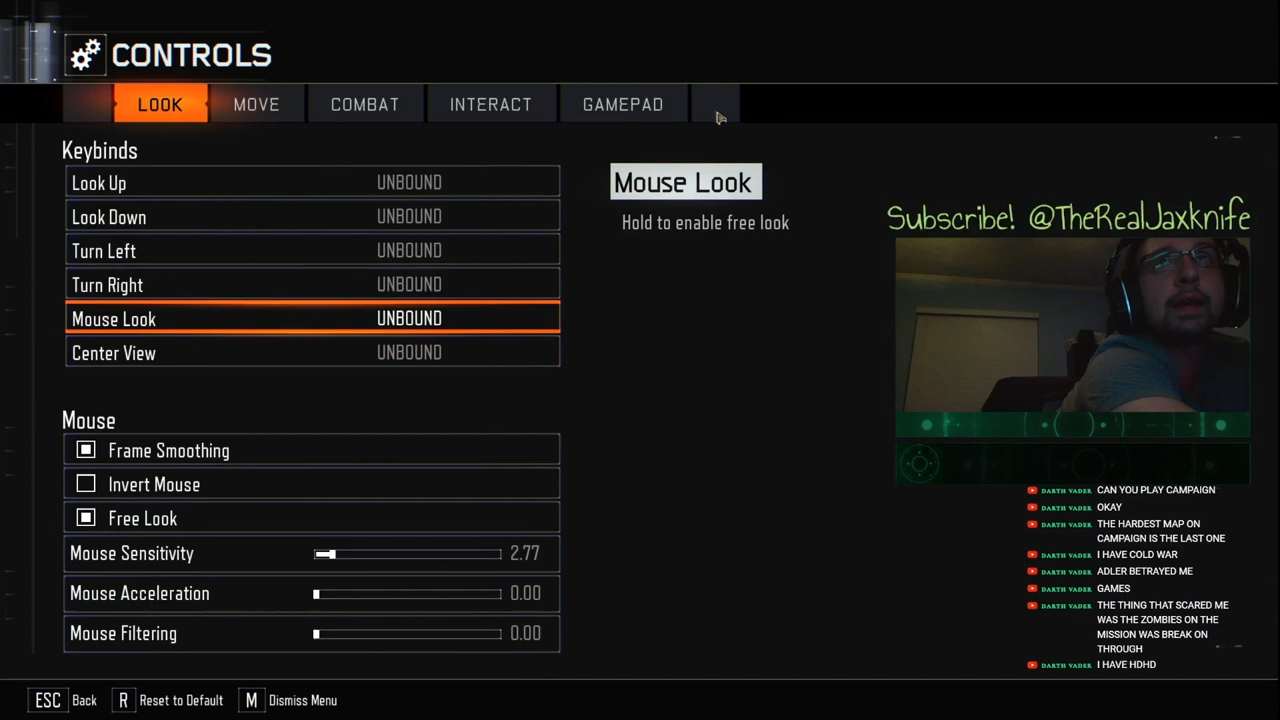 CONTROLS
LOOK MOVE COMBAT INTERACT GAMEPAD
Keybinds
Look Up UNBOUND
Look Down UNBOUND
Turn Left UNBOUND
Turn Right UNBOUND
Mouse Look UNBOUND
Center View UNBOUND
Mouse
Frame Smoothing
Invert Mouse
Free Look
Mouse Sensitivity 2.77
Mouse Acceleration 0.00
Mouse Filtering 0.00
Mouse Look
Hold to enable free look
Subscribe! @TheRealJaxknife
DARTH VADER CAN YOU PLAY CAMPAIGN
DARTH VADER OKAY
DARTH VADER THE HARDEST MAP ON
CAMPAIGN IS THE LAST ONE
DARTH VADER I HAVE COLD WAR
DARTH VADER ADLER BETRAYED ME
DARTH VADER GAMES
DARTH VADER THE THING THAT SCARED ME
WAS THE ZOMBIES ON THE
MISSION WAS BREAK ON
THROUGH
DARTH VADER I HAVE HDHD
ESC Back R Reset to Default M Dismiss Menu